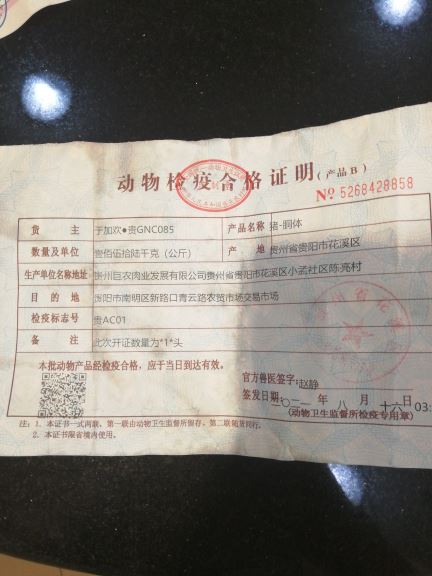 动物检疫合格证明(产品B)
№ 5268428858
货 主 于加欢●贵GNC085 产品名称 猪-胴体
数量及单位 壹佰伍拾陆千克（公斤） 产 地 贵州省贵阳市花溪区
生产单位名称地址 贵州巨农肉业发展有限公司贵州省贵阳市花溪区小孟社区陈亮村
目 的 地 贵阳市南明区新路口青云路农贸市场交易市场
检疫标志号 贵AC01
备 注 此次开证数量为*1*头
本批动物产品经检疫合格，应于当日到达有效。
官方兽医签字:赵静
签发日期:二〇二一年 八 月 十六 日 03:
(动物卫生监督所检疫专用章)
注: 1. 本证书一式两联，第一联由动物卫生监督所留存，第二联随货同行。
2. 本证书限省境内使用。